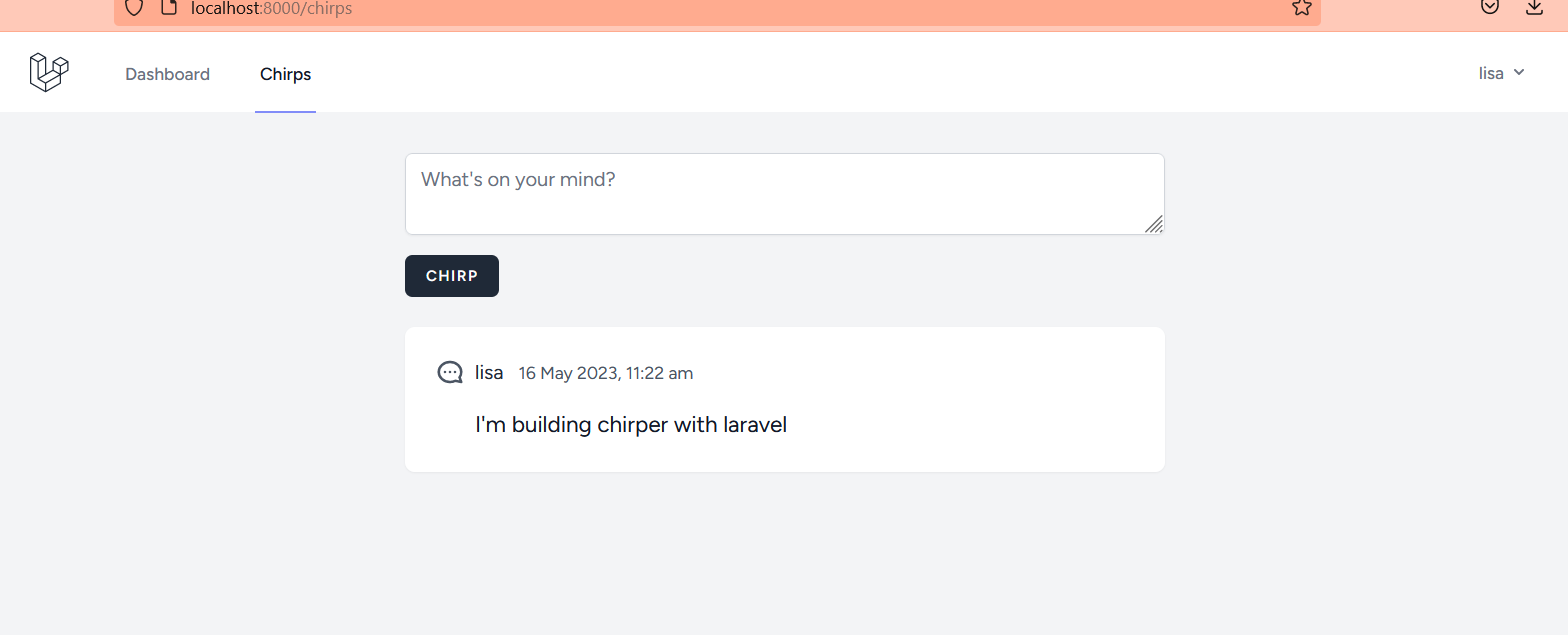 localhost:8000/chirps
Dashboard Chirps lisa
What's on your mind?
CHIRP
lisa 16 May 2023, 11:22 am
I'm building chirper with laravel